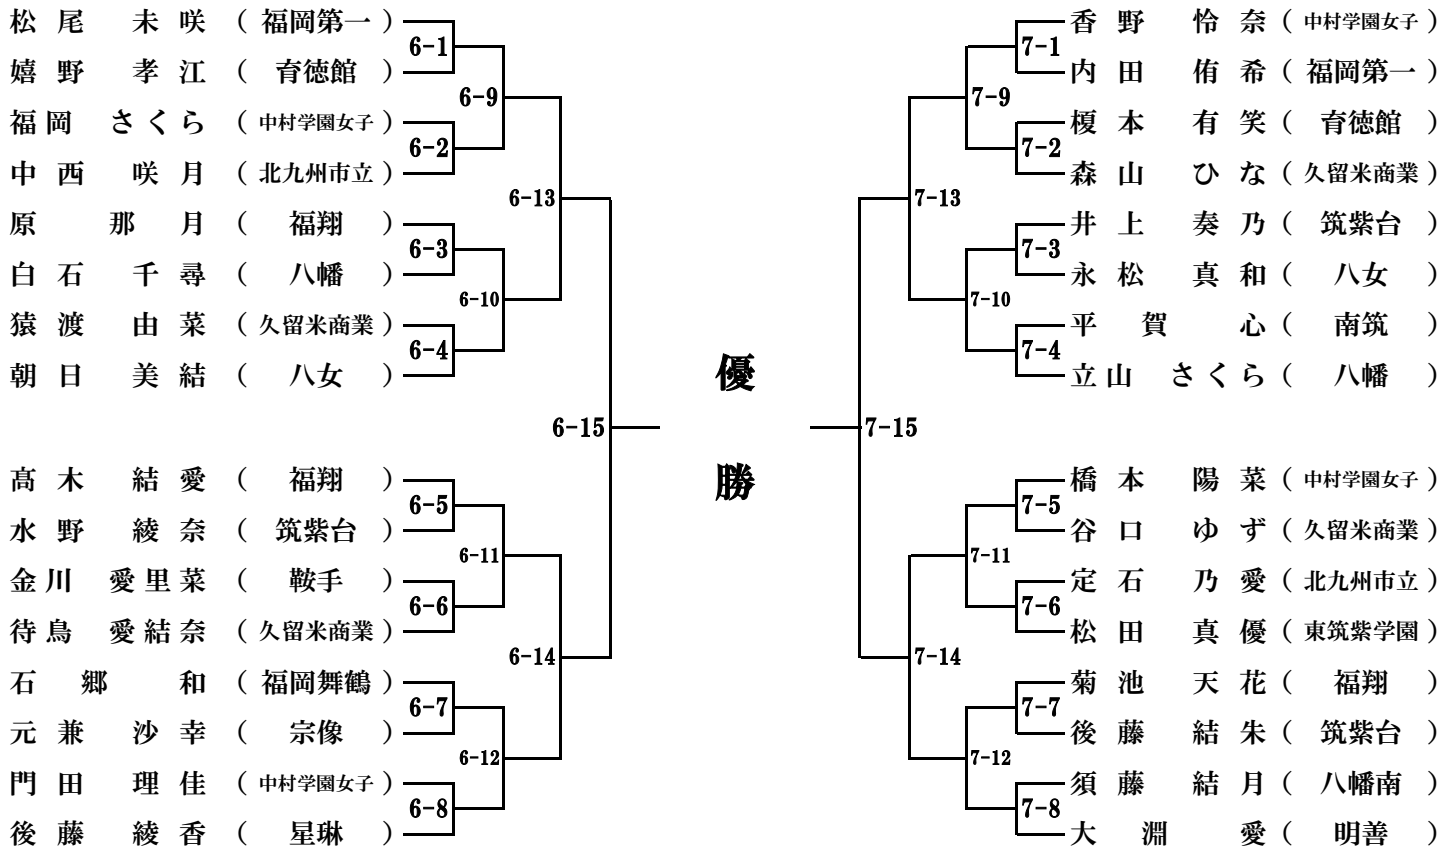 松尾 未咲 （福岡第一）
嬉野 孝江 （育徳館）
福岡 さくら （中村学園女子）
中西 咲月 （北九州市立）
原 那月 （福翔）
白石 千尋 （八幡）
猿渡 由菜 （久留米商業）
朝日 美結 （八女）
髙木 結愛 （福翔）
水野 綾奈 （筑紫台）
金川 愛里菜 （鞍手）
待鳥 愛結奈 （久留米商業）
石郷 和 （福岡舞鶴）
元兼 沙幸 （宗像）
門田 理佳 （中村学園女子）
後藤 綾香 （星琳）
6-1
6-2
6-3
6-4
6-5
6-6
6-7
6-8
6-9
6-10
6-11
6-12
6-13
6-14
6-15
優
勝
7-15
7-13
7-14
7-9
7-10
7-11
7-12
7-1
7-2
7-3
7-4
7-5
7-6
7-7
7-8
香野 怜奈 （中村学園女子）
内田 侑希 （福岡第一）
榎本 有笑 （育徳館）
森山 ひな （久留米商業）
井上 奏乃 （筑紫台）
永松 真和 （八女）
平賀 心 （南筑）
立山 さくら （八幡）
橋本 陽菜 （中村学園女子）
谷口 ゆず （久留米商業）
定石 乃愛 （北九州市立）
松田 真優 （東筑紫学園）
菊池 天花 （福翔）
後藤 結朱 （筑紫台）
須藤 結月 （八幡南）
大淵 愛 （明善）